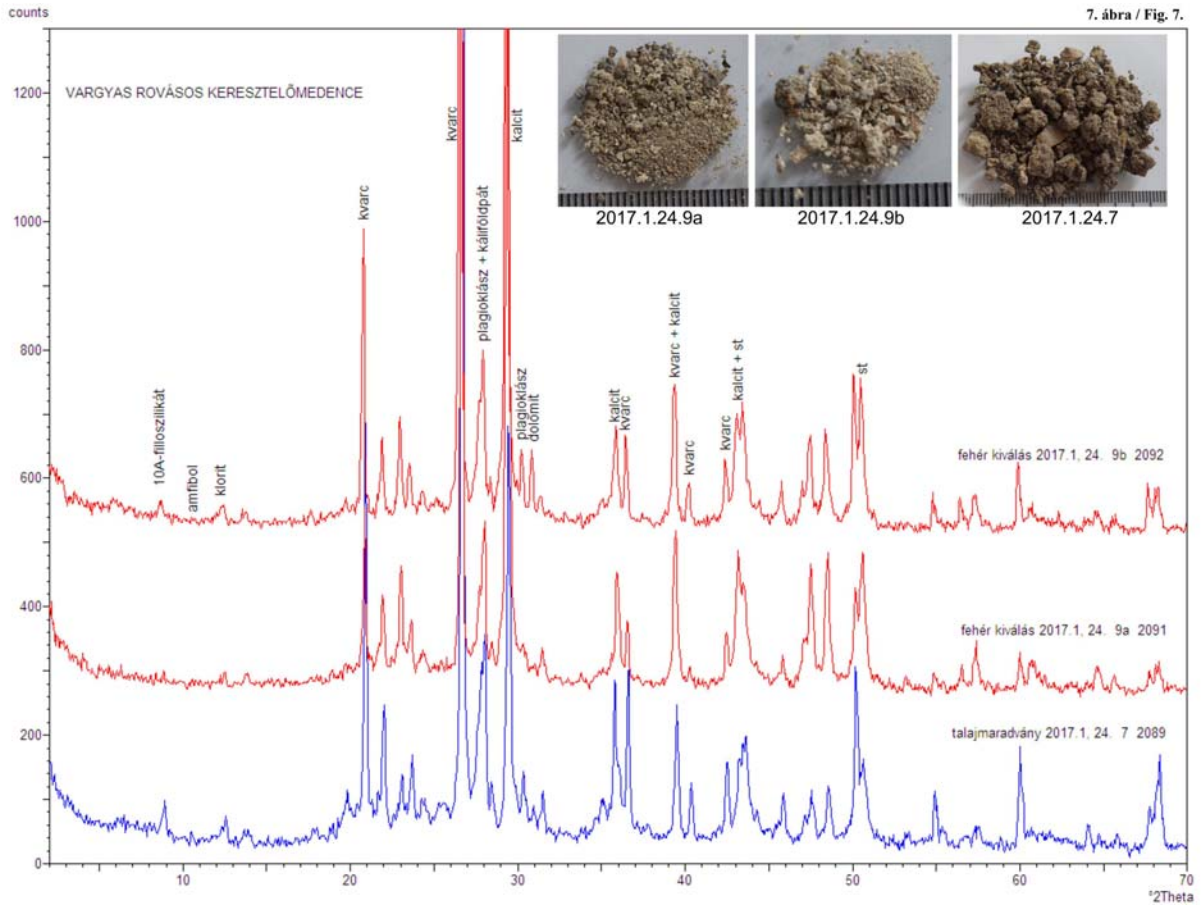 counts
7. ábra / Fig. 7.
VARGYAS ROVÁSOS KERESZTELŐMEDENCE
2017.1.24.9a
2017.1.24.9b
2017.1.24.7
1200
1000
800
600
400
200
0
10A-filloszilikát
amfibol
klorit
kvarc
kvarc
plagioklász + káliföldpát
kalcit
plagioklász
dolomit
kalcit
kvarc
kvarc + kalcit
kvarc
kvarc
kalcit + st
st
fehér kiválás 2017.1, 24. 9b 2092
fehér kiválás 2017.1, 24. 9a 2091
talajmaradvány 2017.1, 24. 7 2089
10
20
30
40
50
60
70
°2Theta